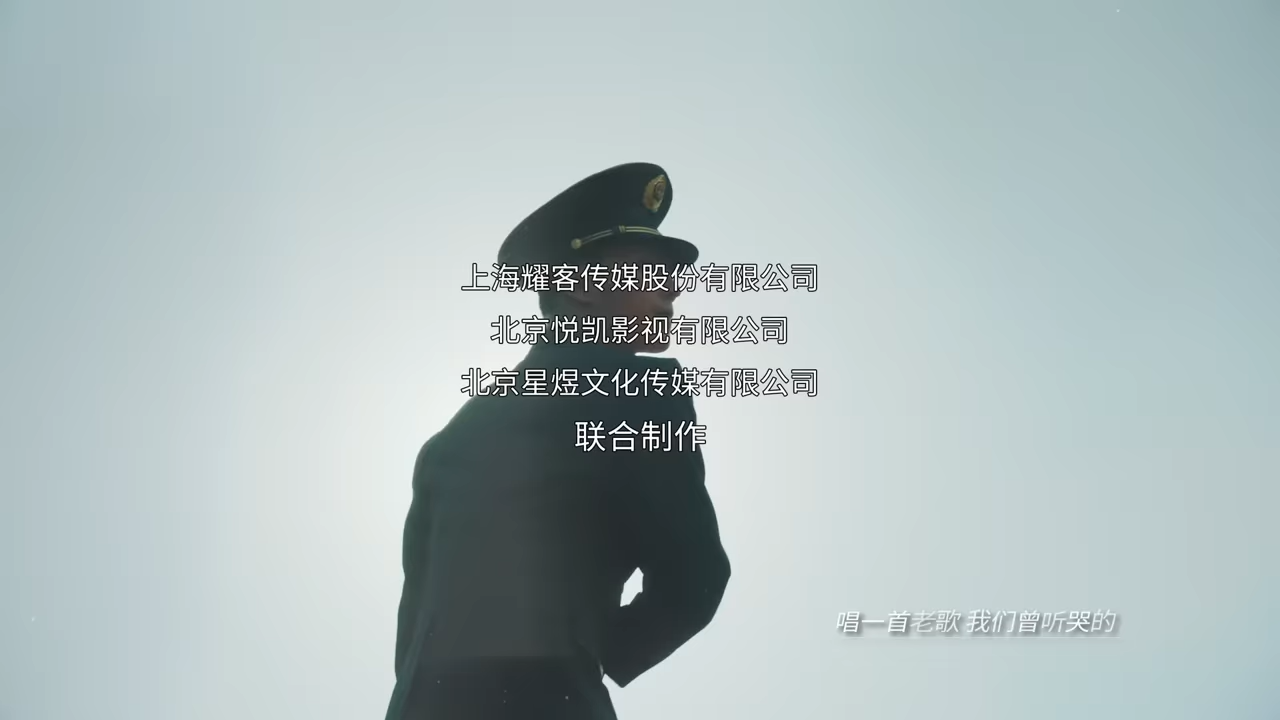 上海耀客传媒股份有限公司
北京悦凯影视有限公司
北京星煜文化传媒有限公司
联合制作
唱一首老歌 我们曾听哭的